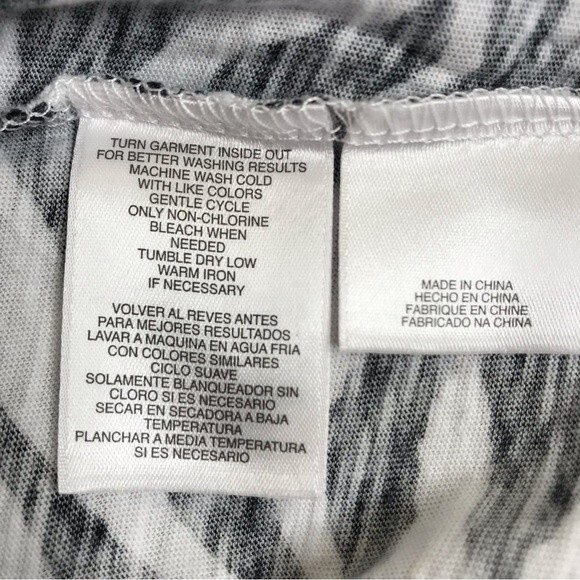 TURN GARMENT INSIDE OUT
FOR BETTER WASHING RESULTS
MACHINE WASH COLD
WITH LIKE COLORS
GENTLE CYCLE
ONLY NON-CHLORINE
BLEACH WHEN
NEEDED
TUMBLE DRY LOW
WARM IRON
IF NECESSARY
VOLVER AL REVES ANTES
PARA MEJORES RESULTADOS
LAVAR A MAQUINA EN AGUA FRIA
CON COLORES SIMILARES
CICLO SUAVE
SOLAMENTE BLANQUEADOR SIN
CLORO SI ES NECESARIO
SECAR EN SECADORA A BAJA
TEMPERATURA
PLANCHAR A MEDIA TEMPERATURA
SI ES NECESARIO
MADE IN CHINA
HECHO EN CHINA
FABRIQUE EN CHINE
FABRICADO NA CHINA